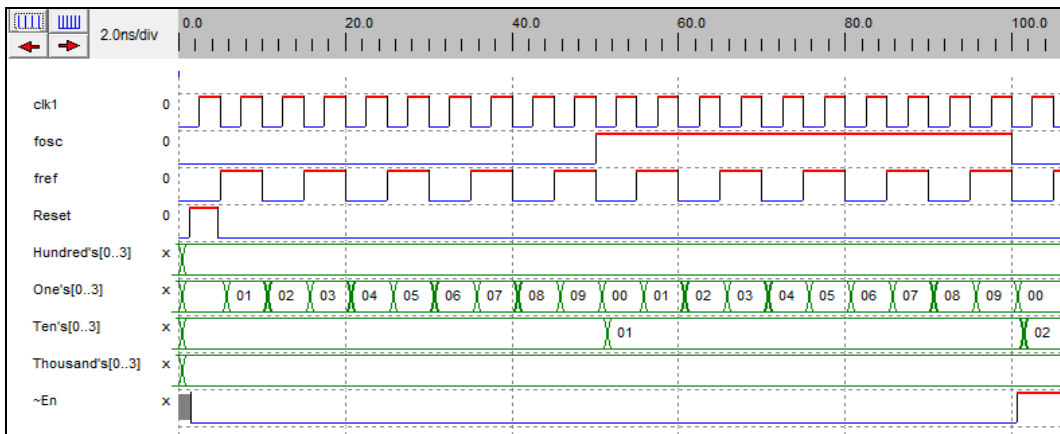 2.0ns/div 0.0 20.0 40.0 60.0 80.0 100.0
clk1 0
fosc 0
fref 0
Reset 0
Hundred's[0..3] x
One's[0..3] x 01 02 03 04 05 06 07 08 09 00 01 02 03 04 05 06 07 08 09 00
Ten's[0..3] x 01 02
Thousand's[0..3] x
~En x